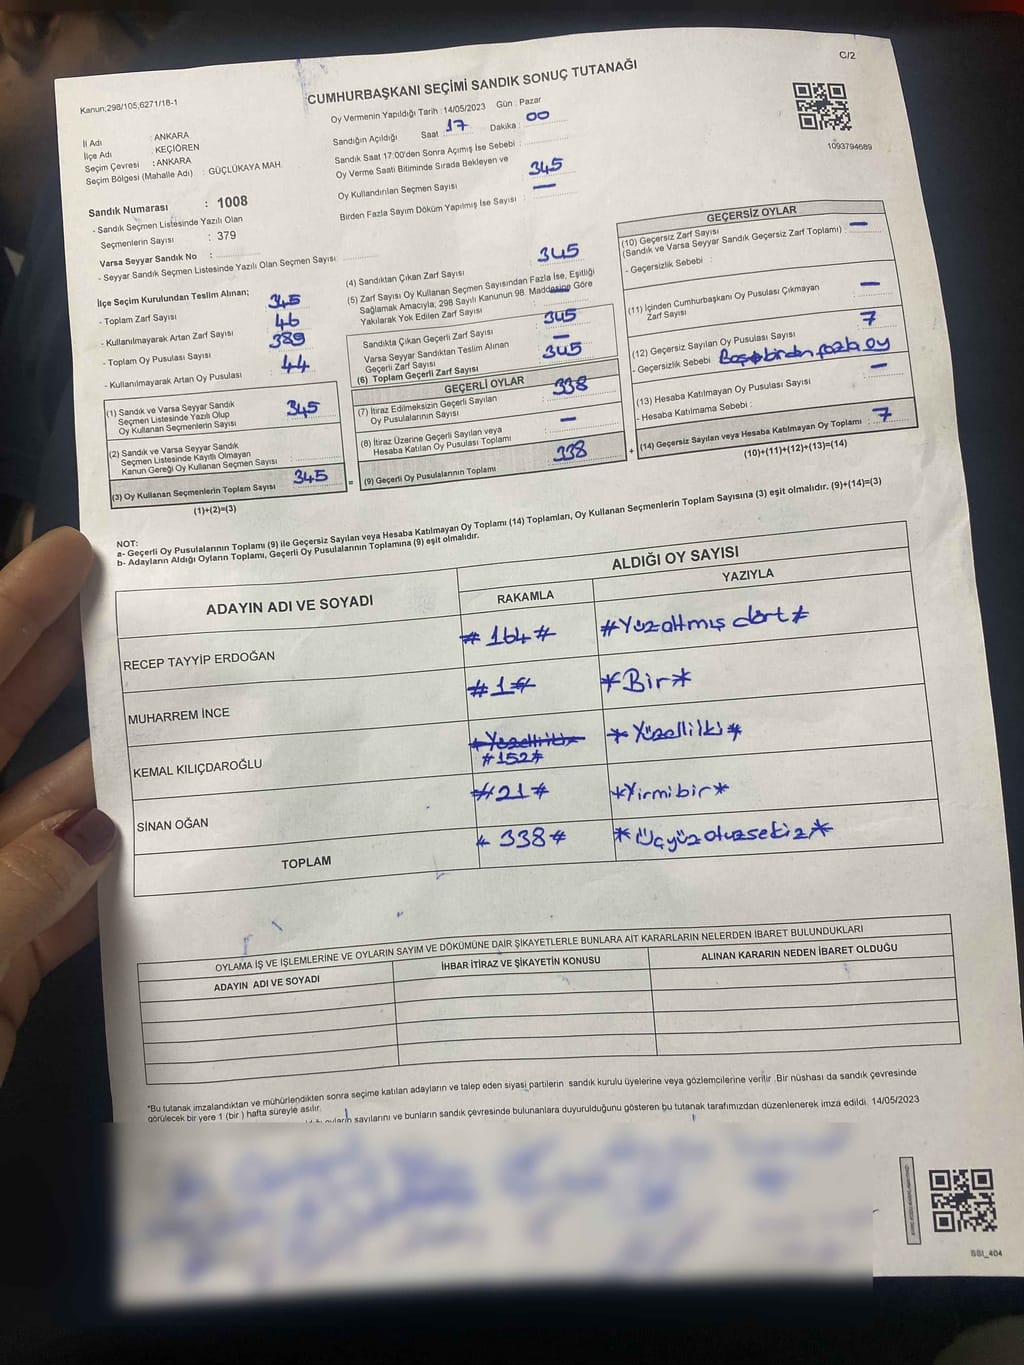 C/2
Kanun;298/105;6271/18-1
CUMHURBAŞKANI SEÇİMİ SANDIK SONUÇ TUTANAĞI
1093794689
İl Adı : ANKARA
İlçe Adı : KEÇİÖREN
Seçim Çevresi : ANKARA
Seçim Bölgesi (Mahalle Adı) : GÜÇLÜKAYA MAH.
Sandık Numarası : 1008
- Sandık Seçmen Listesinde Yazılı Olan
Seçmenlerin Sayısı : 379
Varsa Seyyar Sandık No :
- Seyyar Sandık Seçmen Listesinde Yazılı Olan Seçmen Sayısı
Oy Vermenin Yapıldığı Tarih : 14/05/2023 Gün : Pazar
Sandığın Açıldığı Saat 17 Dakika : 00
Sandık Saat 17:00'den Sonra Açımış İse Sebebi :
Oy Verme Saati Bitiminde Sırada Bekleyen ve
Oy Kullandırılan Seçmen Sayısı 345
Birden Fazla Sayım Döküm Yapılmış İse Sayısı : —
İlçe Seçim Kurulundan Teslim Alınan;
- Toplam Zarf Sayısı 345
- Kullanılmayarak Artan Zarf Sayısı 46
- Toplam Oy Pusulası Sayısı 389
- Kullanılmayarak Artan Oy Pusulası 44
(1) Sandık ve Varsa Seyyar Sandık
Seçmen Listesinde Yazılı Olup
Oy Kullanan Seçmenlerin Sayısı 345
(2) Sandık ve Varsa Seyyar Sandık
Seçmen Listesinde Kayıtlı Olmayan
Kanun Gereği Oy Kullanan Seçmen Sayısı
(3) Oy Kullanan Seçmenlerin Toplam Sayısı 345
(1)+(2)=(3)
(4) Sandıktan Çıkan Zarf Sayısı 345
(5) Zarf Sayısı Oy Kullanan Seçmen Sayısından Fazla İse, Eşitliği
Sağlamak Amacıyla, 298 Sayılı Kanunun 98. Maddesine Göre
Yakılarak Yok Edilen Zarf Sayısı —
Sandıkta Çıkan Geçerli Zarf Sayısı 345
Varsa Seyyar Sandıktan Teslim Alınan
Geçerli Zarf Sayısı —
(6) Toplam Geçerli Zarf Sayısı 345
GEÇERLİ OYLAR
(7) İtiraz Edilmeksizin Geçerli Sayılan
Oy Pusulalarının Sayısı 338
(8) İtiraz Üzerine Geçerli Sayılan veya
Hesaba Katılan Oy Pusulası Toplamı —
= (9) Geçerli Oy Pusulalarının Toplamı 338
GEÇERSİZ OYLAR
(10) Geçersiz Zarf Sayısı
(Sandık ve Varsa Seyyar Sandık Geçersiz Zarf Toplamı) : —
- Geçersizlik Sebebi :
(11) İçinden Cumhurbaşkanı Oy Pusulası Çıkmayan
Zarf Sayısı —
(12) Geçersiz Sayılan Oy Pusulası Sayısı 7
- Geçersizlik Sebebi birden fazla oy
(13) Hesaba Katılmayan Oy Pusulası Sayısı —
- Hesaba Katılmama Sebebi :
+ (14) Geçersiz Sayılan veya Hesaba Katılmayan Oy Toplamı : 7
(10)+(11)+(12)+(13)=(14)
NOT:
a- Geçerli Oy Pusulalarının Toplamı (9) ile Geçersiz Sayılan veya Hesaba Katılmayan Oy Toplamı (14) Toplamları, Oy Kullanan Seçmenlerin Toplam Sayısına (3) eşit olmalıdır. (9)+(14)=(3)
b- Adayların Aldığı Oyların Toplamı, Geçerli Oy Pusulalarının Toplamına (9) eşit olmalıdır.
ADAYIN ADI VE SOYADI
ALDIĞI OY SAYISI
RAKAMLA YAZIYLA
RECEP TAYYİP ERDOĞAN #164# #Yüzaltmış dört#
MUHARREM İNCE #1# *Bir*
KEMAL KILIÇDAROĞLU #152# *Yüzelliiki*
SİNAN OĞAN #21# *Yirmibir*
TOPLAM #338# *Üçyüzotuzsekiz*
OYLAMA İŞ VE İŞLEMLERİNE VE OYLARIN SAYIM VE DÖKÜMÜNE DAİR ŞİKAYETLERLE BUNLARA AİT KARARLARIN NELERDEN İBARET BULUNDUKLARI
ADAYIN ADI VE SOYADI İHBAR İTİRAZ VE ŞİKAYETİN KONUSU ALINAN KARARIN NEDEN İBARET OLDUĞU
*Bu tutanak imzalandıktan ve mühürlendikten sonra seçime katılan adayların ve talep eden siyasi partilerin sandık kurulu üyelerine veya gözlemcilerine verilir .Bir nüshası da sandık çevresinde
görülecek bir yere 1 (bir ) hafta süreyle asılır.
sayılarını ve bunların sandık çevresinde bulunanlara duyurulduğunu gösteren bu tutanak tarafımızdan düzenlenerek imza edildi. 14/05/2023
SSI_404